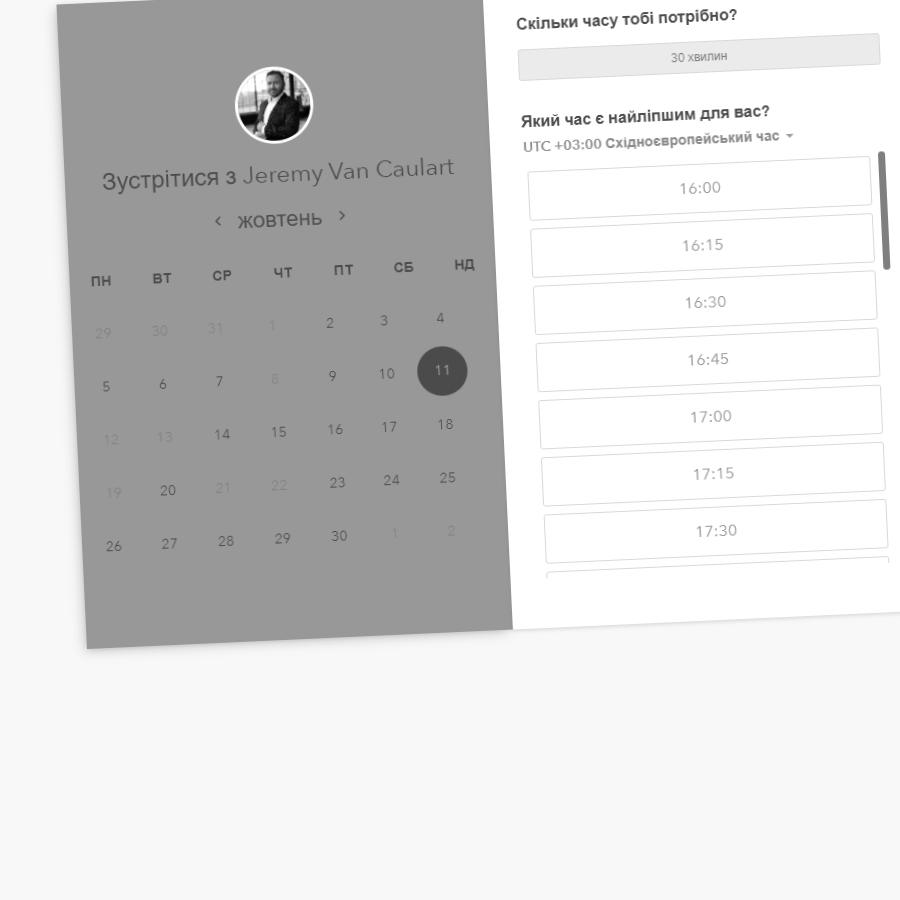 Зустрітися з Jeremy Van Caulart
‹ жовтень ›
ПН ВТ СР ЧТ ПТ СБ НД
29 30 31 1 2 3 4
5 6 7 8 9 10 11
12 13 14 15 16 17 18
19 20 21 22 23 24 25
26 27 28 29 30 1 2
Скільки часу тобі потрібно?
30 хвилин
Який час є найліпшим для вас?
UTC +03:00 Східноєвропейський час
16:00
16:15
16:30
16:45
17:00
17:15
17:30